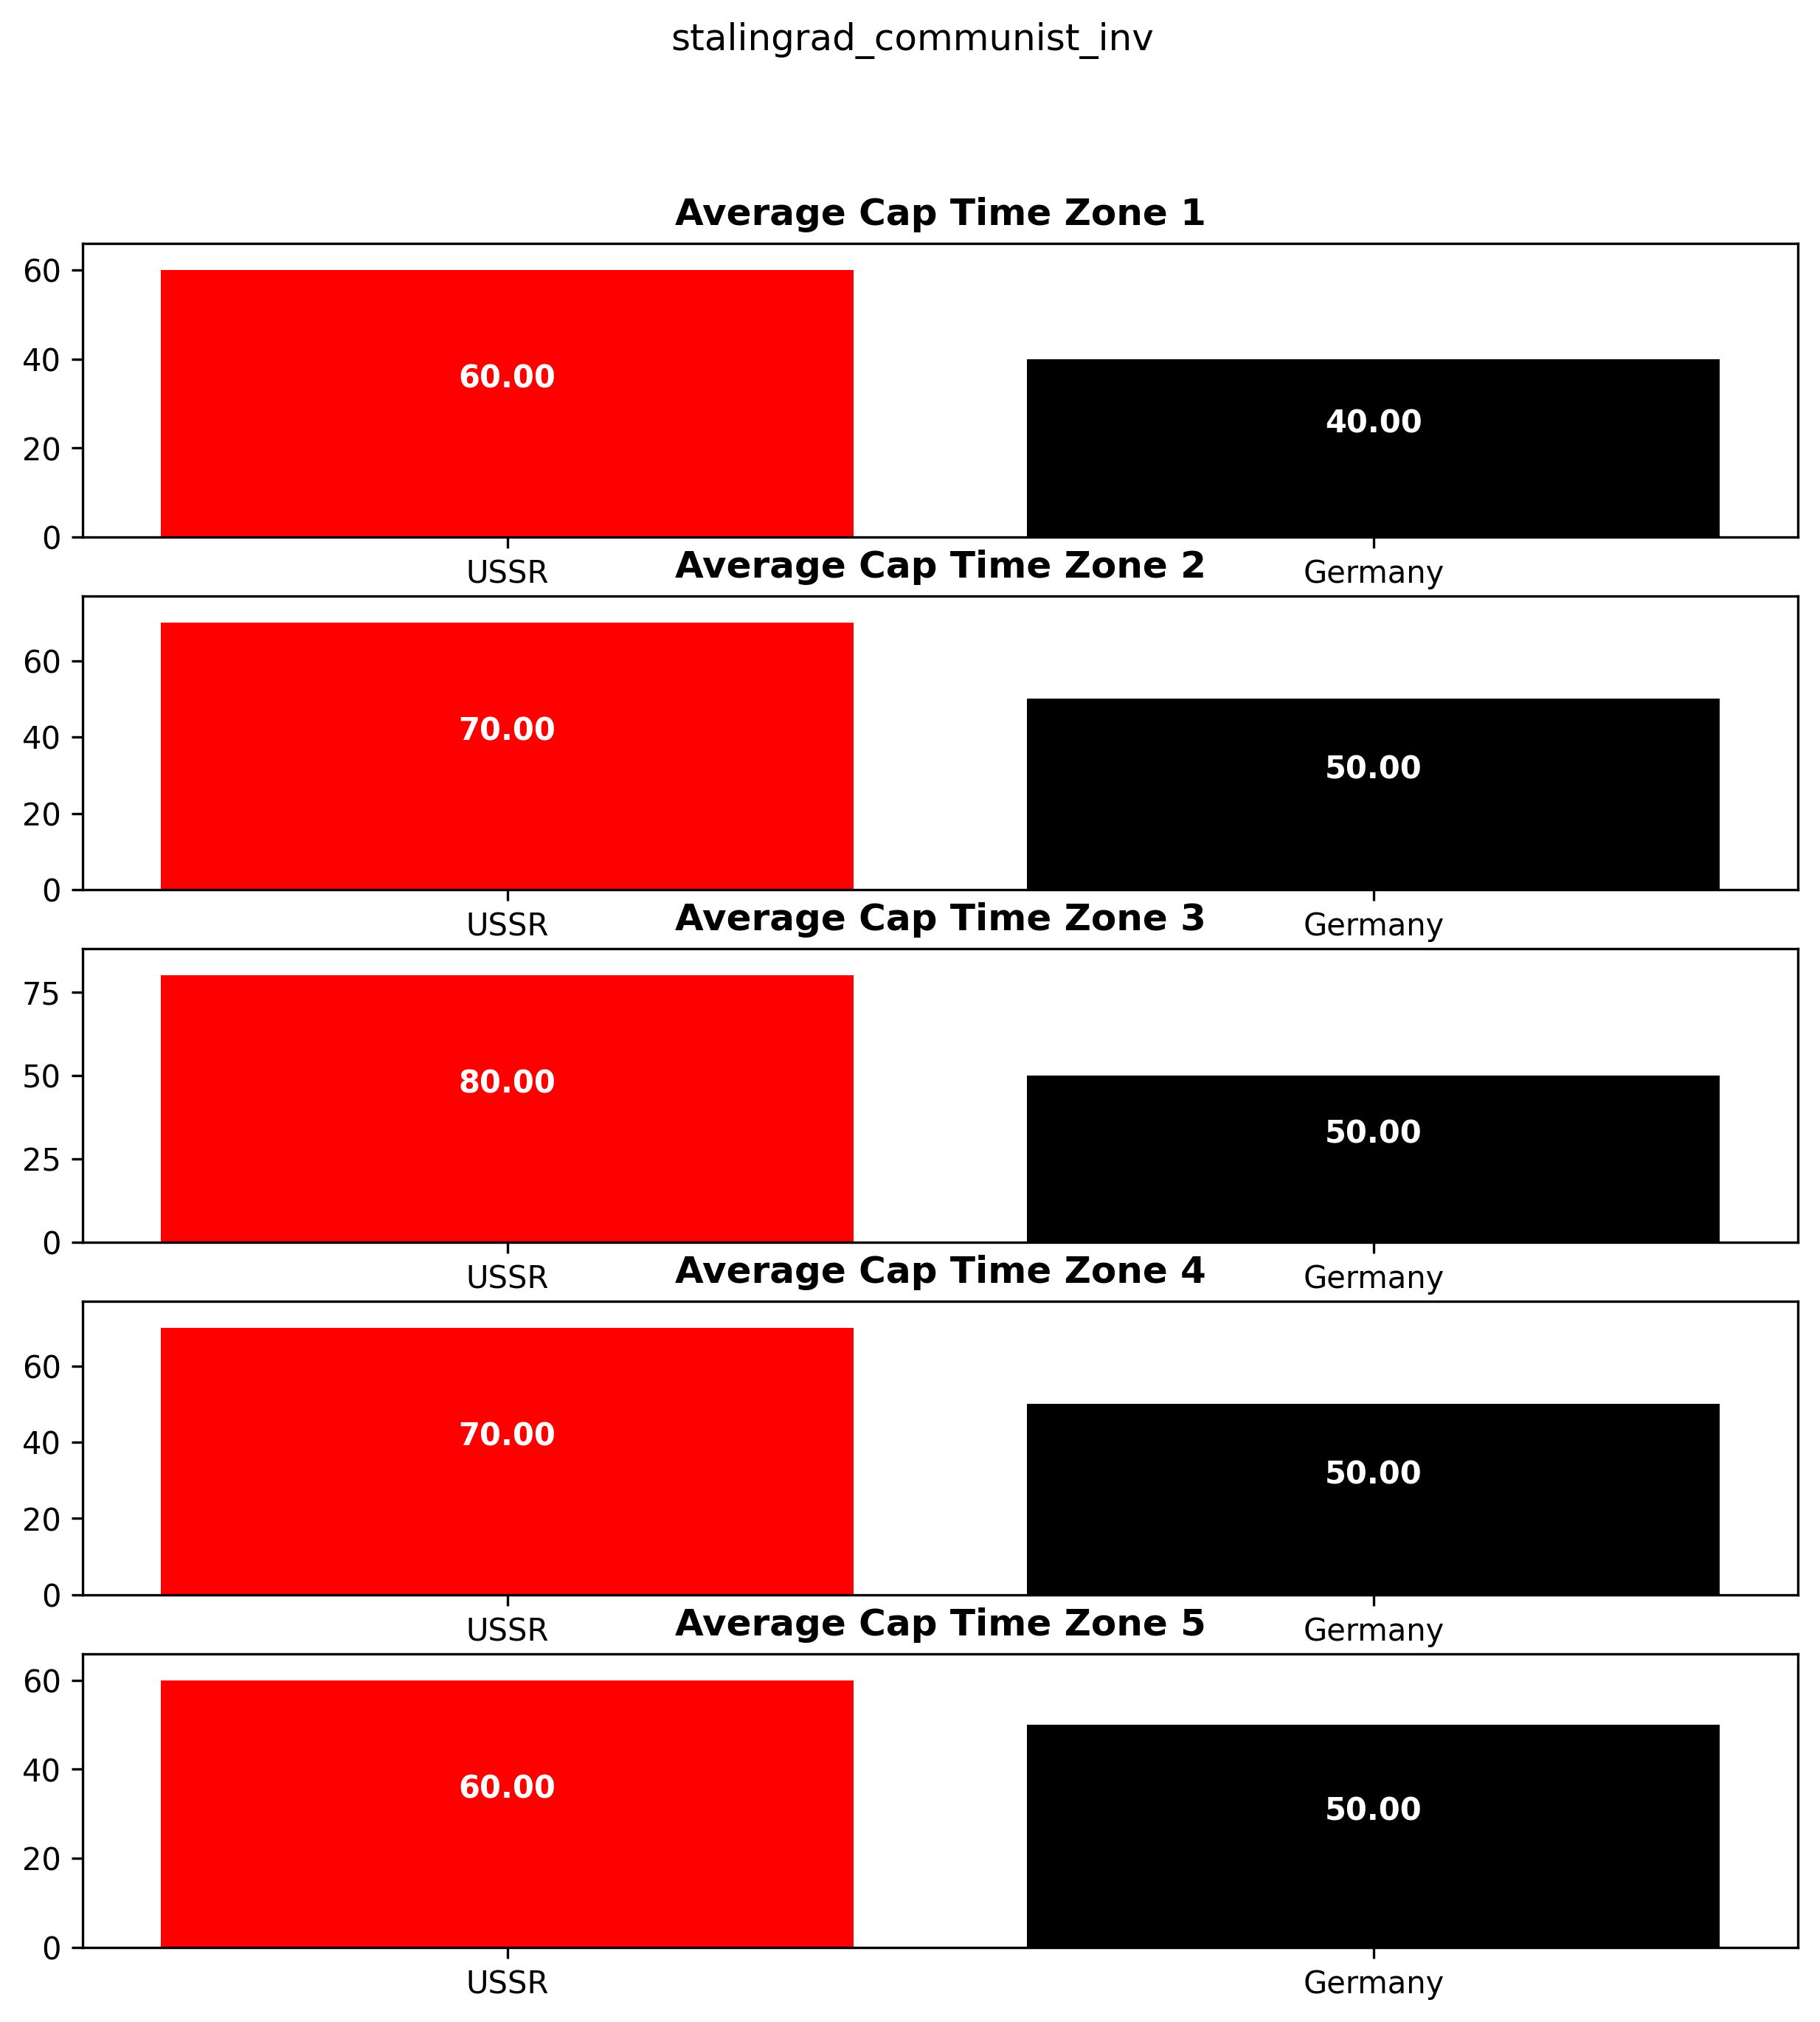 stalingrad_communist_inv
Average Cap Time Zone 1
60
40
20
0
60.00
40.00
USSR
Germany
Average Cap Time Zone 2
60
40
20
0
70.00
50.00
USSR
Germany
Average Cap Time Zone 3
75
50
25
0
80.00
50.00
USSR
Germany
Average Cap Time Zone 4
60
40
20
0
70.00
50.00
USSR
Germany
Average Cap Time Zone 5
60
40
20
0
60.00
50.00
USSR
Germany